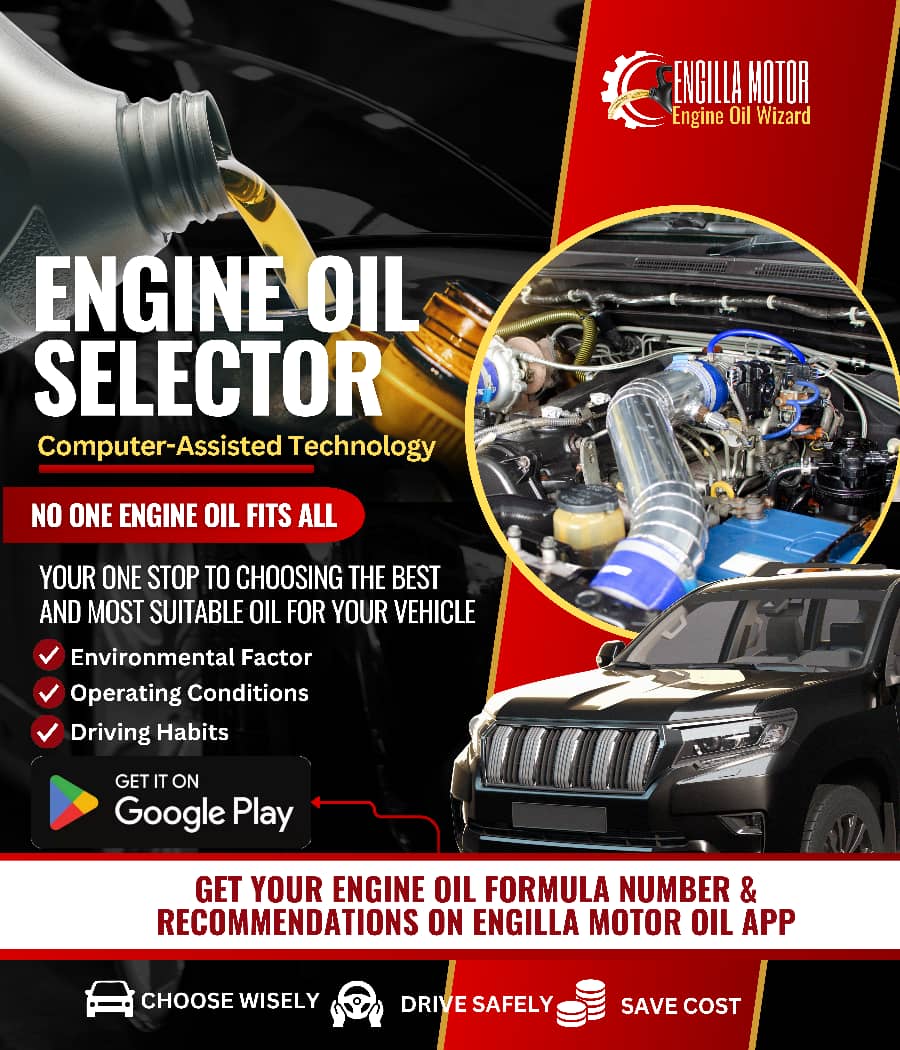 ENGILLA MOTOR
Engine Oil Wizard
ENGINE OIL
SELECTOR
Computer-Assisted Technology
NO ONE ENGINE OIL FITS ALL
YOUR ONE STOP TO CHOOSING THE BEST
AND MOST SUITABLE OIL FOR YOUR VEHICLE
Environmental Factor
Operating Conditions
Driving Habits
GET IT ON
Google Play
GET YOUR ENGINE OIL FORMULA NUMBER &
RECOMMENDATIONS ON ENGILLA MOTOR OIL APP
CHOOSE WISELY
DRIVE SAFELY
SAVE COST